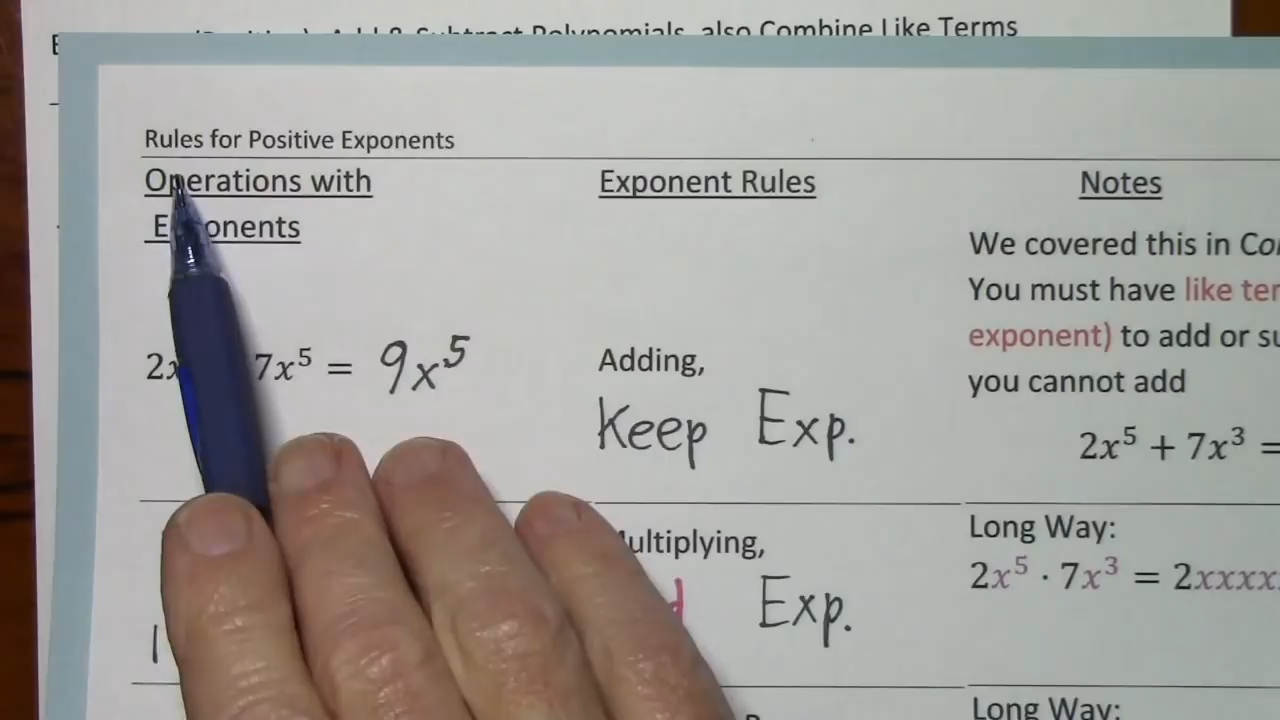 Subtract Polynomials, also Combine Like Terms
Rules for Positive Exponents
Operations with Exponent Rules Notes
We covered this in
You must have like
exponent) to add or
2x 7x⁵ = 9x⁵ Adding, you cannot add
Keep Exp.
2x⁵ + 7x³ =
Long Way:
Exp. 2x⁵ · 7x³ = 2xxxx
Long Way: